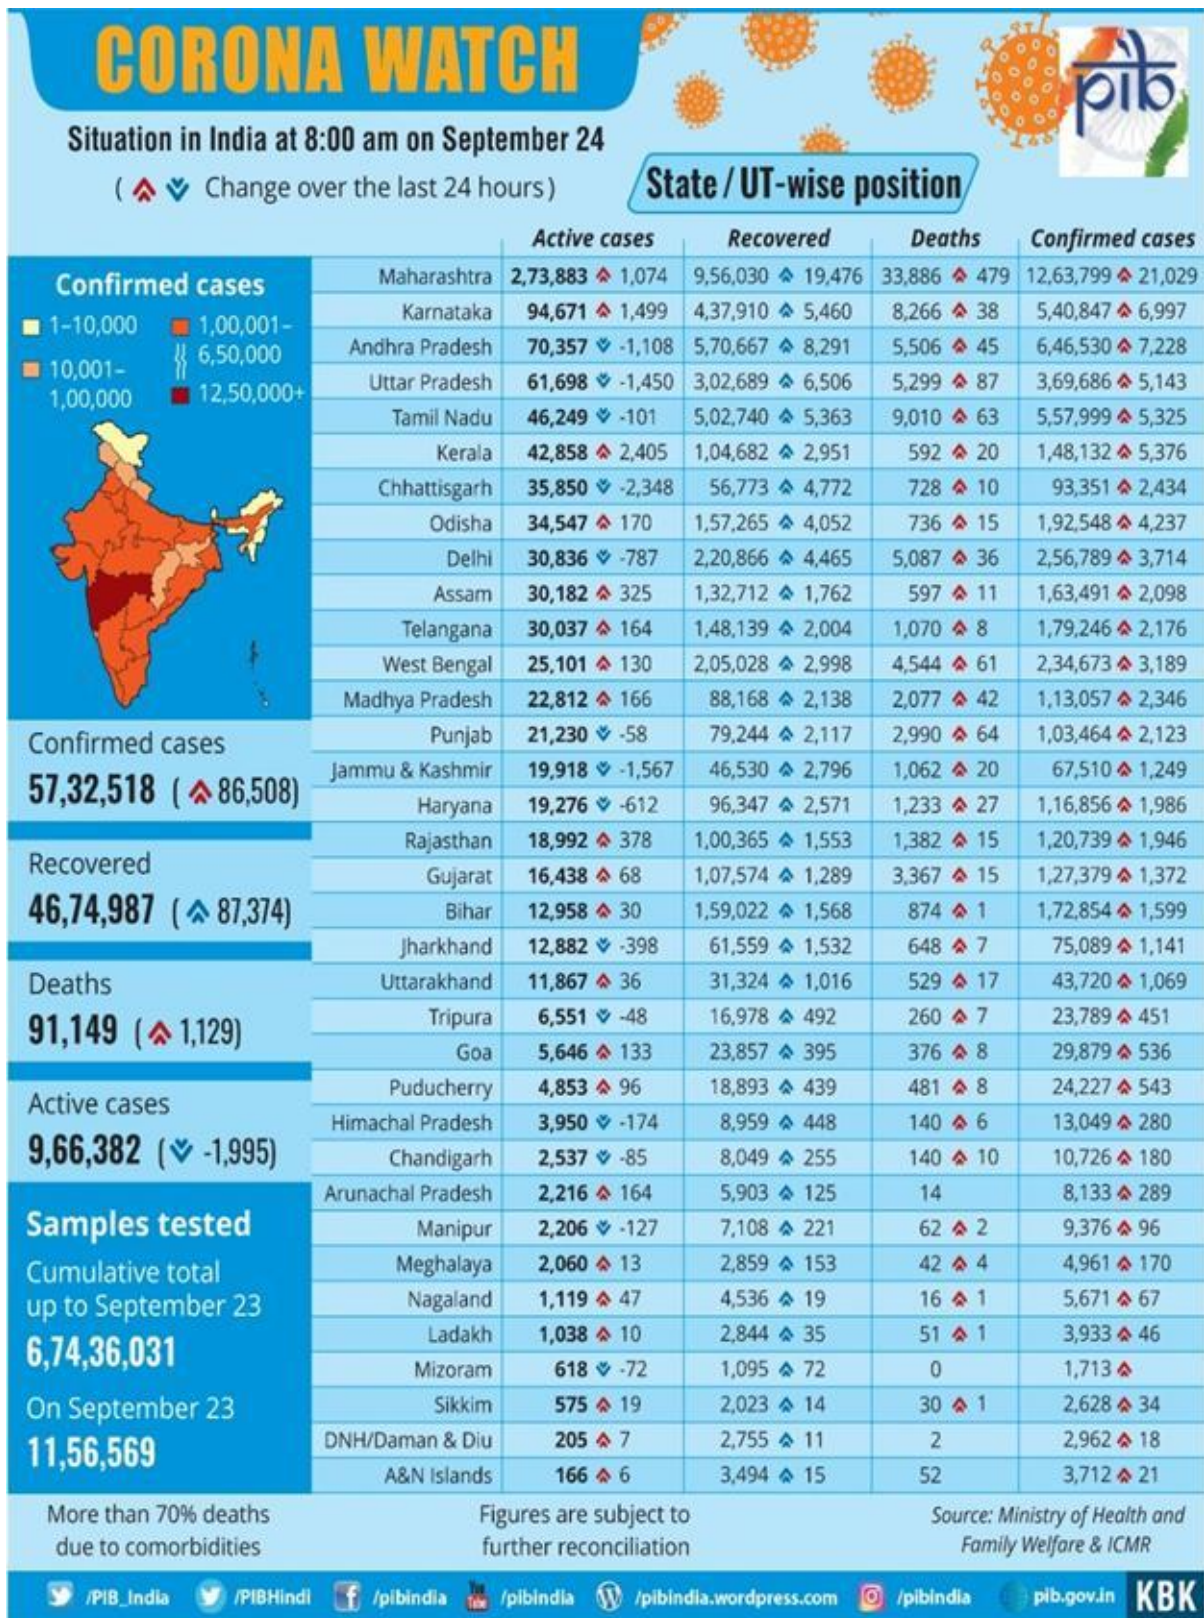 CORONA WATCH
pib
Situation in India at 8:00 am on September 24
( Change over the last 24 hours )
State / UT-wise position
Active cases Recovered Deaths Confirmed cases
Confirmed cases
1–10,000
1,00,001–
6,50,000
10,001–
1,00,000
12,50,000+
Maharashtra 2,73,883 1,074 9,56,030 19,476 33,886 479 12,63,799 21,029
Karnataka 94,671 1,499 4,37,910 5,460 8,266 38 5,40,847 6,997
Andhra Pradesh 70,357 -1,108 5,70,667 8,291 5,506 45 6,46,530 7,228
Uttar Pradesh 61,698 -1,450 3,02,689 6,506 5,299 87 3,69,686 5,143
Tamil Nadu 46,249 -101 5,02,740 5,363 9,010 63 5,57,999 5,325
Kerala 42,858 2,405 1,04,682 2,951 592 20 1,48,132 5,376
Chhattisgarh 35,850 -2,348 56,773 4,772 728 10 93,351 2,434
Odisha 34,547 170 1,57,265 4,052 736 15 1,92,548 4,237
Delhi 30,836 -787 2,20,866 4,465 5,087 36 2,56,789 3,714
Assam 30,182 325 1,32,712 1,762 597 11 1,63,491 2,098
Telangana 30,037 164 1,48,139 2,004 1,070 8 1,79,246 2,176
West Bengal 25,101 130 2,05,028 2,998 4,544 61 2,34,673 3,189
Madhya Pradesh 22,812 166 88,168 2,138 2,077 42 1,13,057 2,346
Punjab 21,230 -58 79,244 2,117 2,990 64 1,03,464 2,123
Jammu & Kashmir 19,918 -1,567 46,530 2,796 1,062 20 67,510 1,249
Haryana 19,276 -612 96,347 2,571 1,233 27 1,16,856 1,986
Rajasthan 18,992 378 1,00,365 1,553 1,382 15 1,20,739 1,946
Gujarat 16,438 68 1,07,574 1,289 3,367 15 1,27,379 1,372
Bihar 12,958 30 1,59,022 1,568 874 1 1,72,854 1,599
Jharkhand 12,882 -398 61,559 1,532 648 7 75,089 1,141
Uttarakhand 11,867 36 31,324 1,016 529 17 43,720 1,069
Tripura 6,551 -48 16,978 492 260 7 23,789 451
Goa 5,646 133 23,857 395 376 8 29,879 536
Puducherry 4,853 96 18,893 439 481 8 24,227 543
Himachal Pradesh 3,950 -174 8,959 448 140 6 13,049 280
Chandigarh 2,537 -85 8,049 255 140 10 10,726 180
Arunachal Pradesh 2,216 164 5,903 125 14 8,133 289
Manipur 2,206 -127 7,108 221 62 2 9,376 96
Meghalaya 2,060 13 2,859 153 42 4 4,961 170
Nagaland 1,119 47 4,536 19 16 1 5,671 67
Ladakh 1,038 10 2,844 35 51 1 3,933 46
Mizoram 618 -72 1,095 72 0 1,713
Sikkim 575 19 2,023 14 30 1 2,628 34
DNH/Daman & Diu 205 7 2,755 11 2 2,962 18
A&N Islands 166 6 3,494 15 52 3,712 21
Confirmed cases
57,32,518 ( 86,508)
Recovered
46,74,987 ( 87,374)
Deaths
91,149 ( 1,129)
Active cases
9,66,382 ( -1,995)
Samples tested
Cumulative total
up to September 23
6,74,36,031
On September 23
11,56,569
More than 70% deaths
due to comorbidities
Figures are subject to
further reconciliation
Source: Ministry of Health and
Family Welfare & ICMR
/PIB_India /PIBHindi /pibindia /pibindia /pibindia.wordpress.com /pibindia pib.gov.in KBK